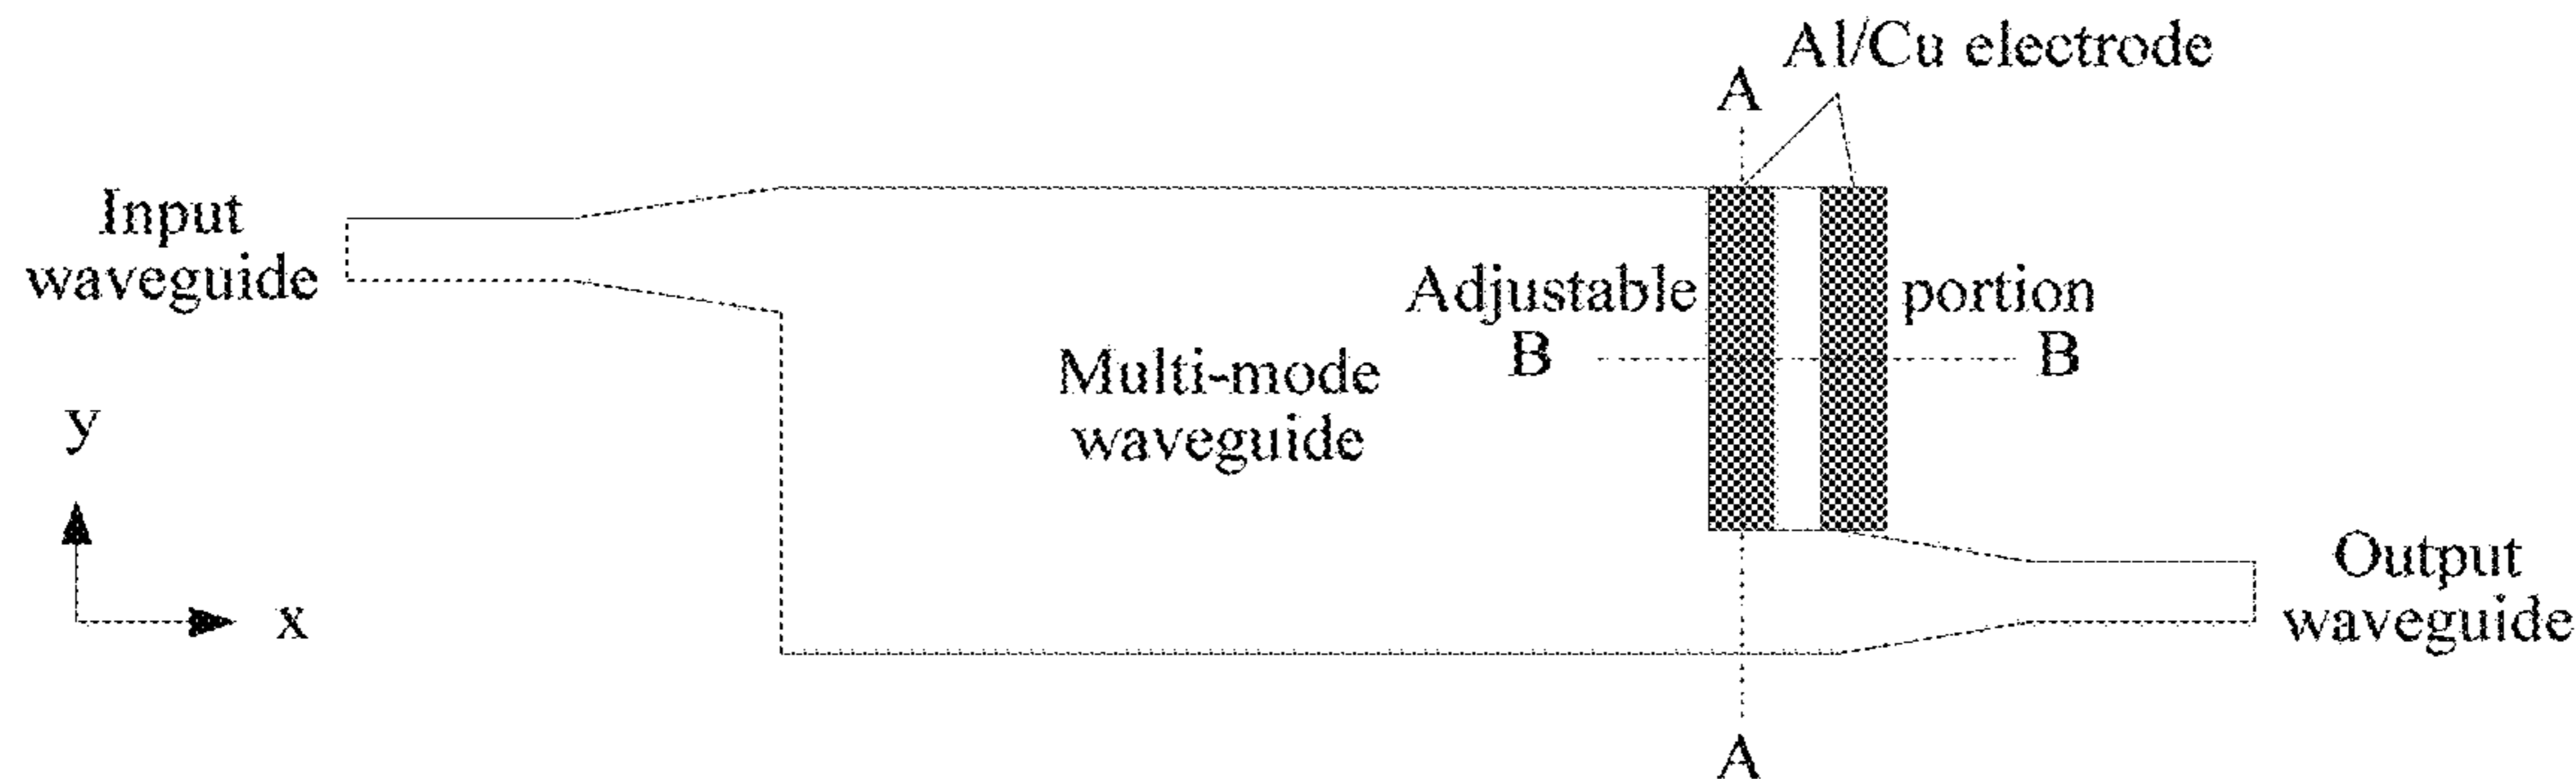 Al/Cu electrode
A
Input
waveguide
Adjustable portion
B B
Multi-mode
waveguide
y
x
Output
waveguide
A